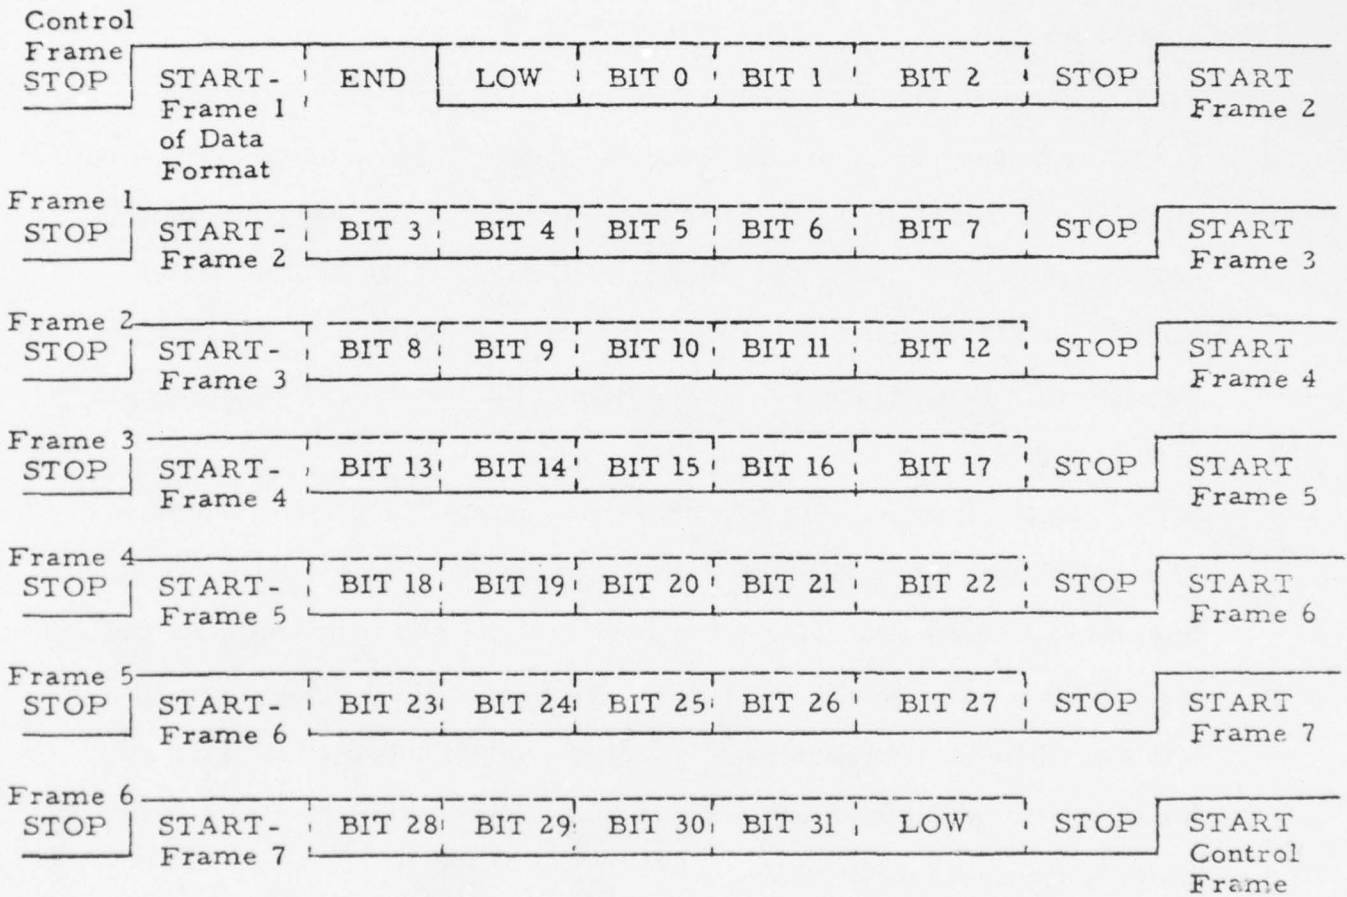 Control
Frame
STOP START- END LOW BIT 0 BIT 1 BIT 2 STOP START
Frame 1 Frame 2
of Data
Format
Frame 1
STOP START - BIT 3 BIT 4 BIT 5 BIT 6 BIT 7 STOP START
Frame 2 Frame 3
Frame 2
STOP START- BIT 8 BIT 9 BIT 10 BIT 11 BIT 12 STOP START
Frame 3 Frame 4
Frame 3
STOP START- BIT 13 BIT 14 BIT 15 BIT 16 BIT 17 STOP START
Frame 4 Frame 5
Frame 4
STOP START- BIT 18 BIT 19 BIT 20 BIT 21 BIT 22 STOP START
Frame 5 Frame 6
Frame 5
STOP START- BIT 23 BIT 24 BIT 25 BIT 26 BIT 27 STOP START
Frame 6 Frame 7
Frame 6
STOP START- BIT 28 BIT 29 BIT 30 BIT 31 LOW STOP START
Frame 7 Control
Frame